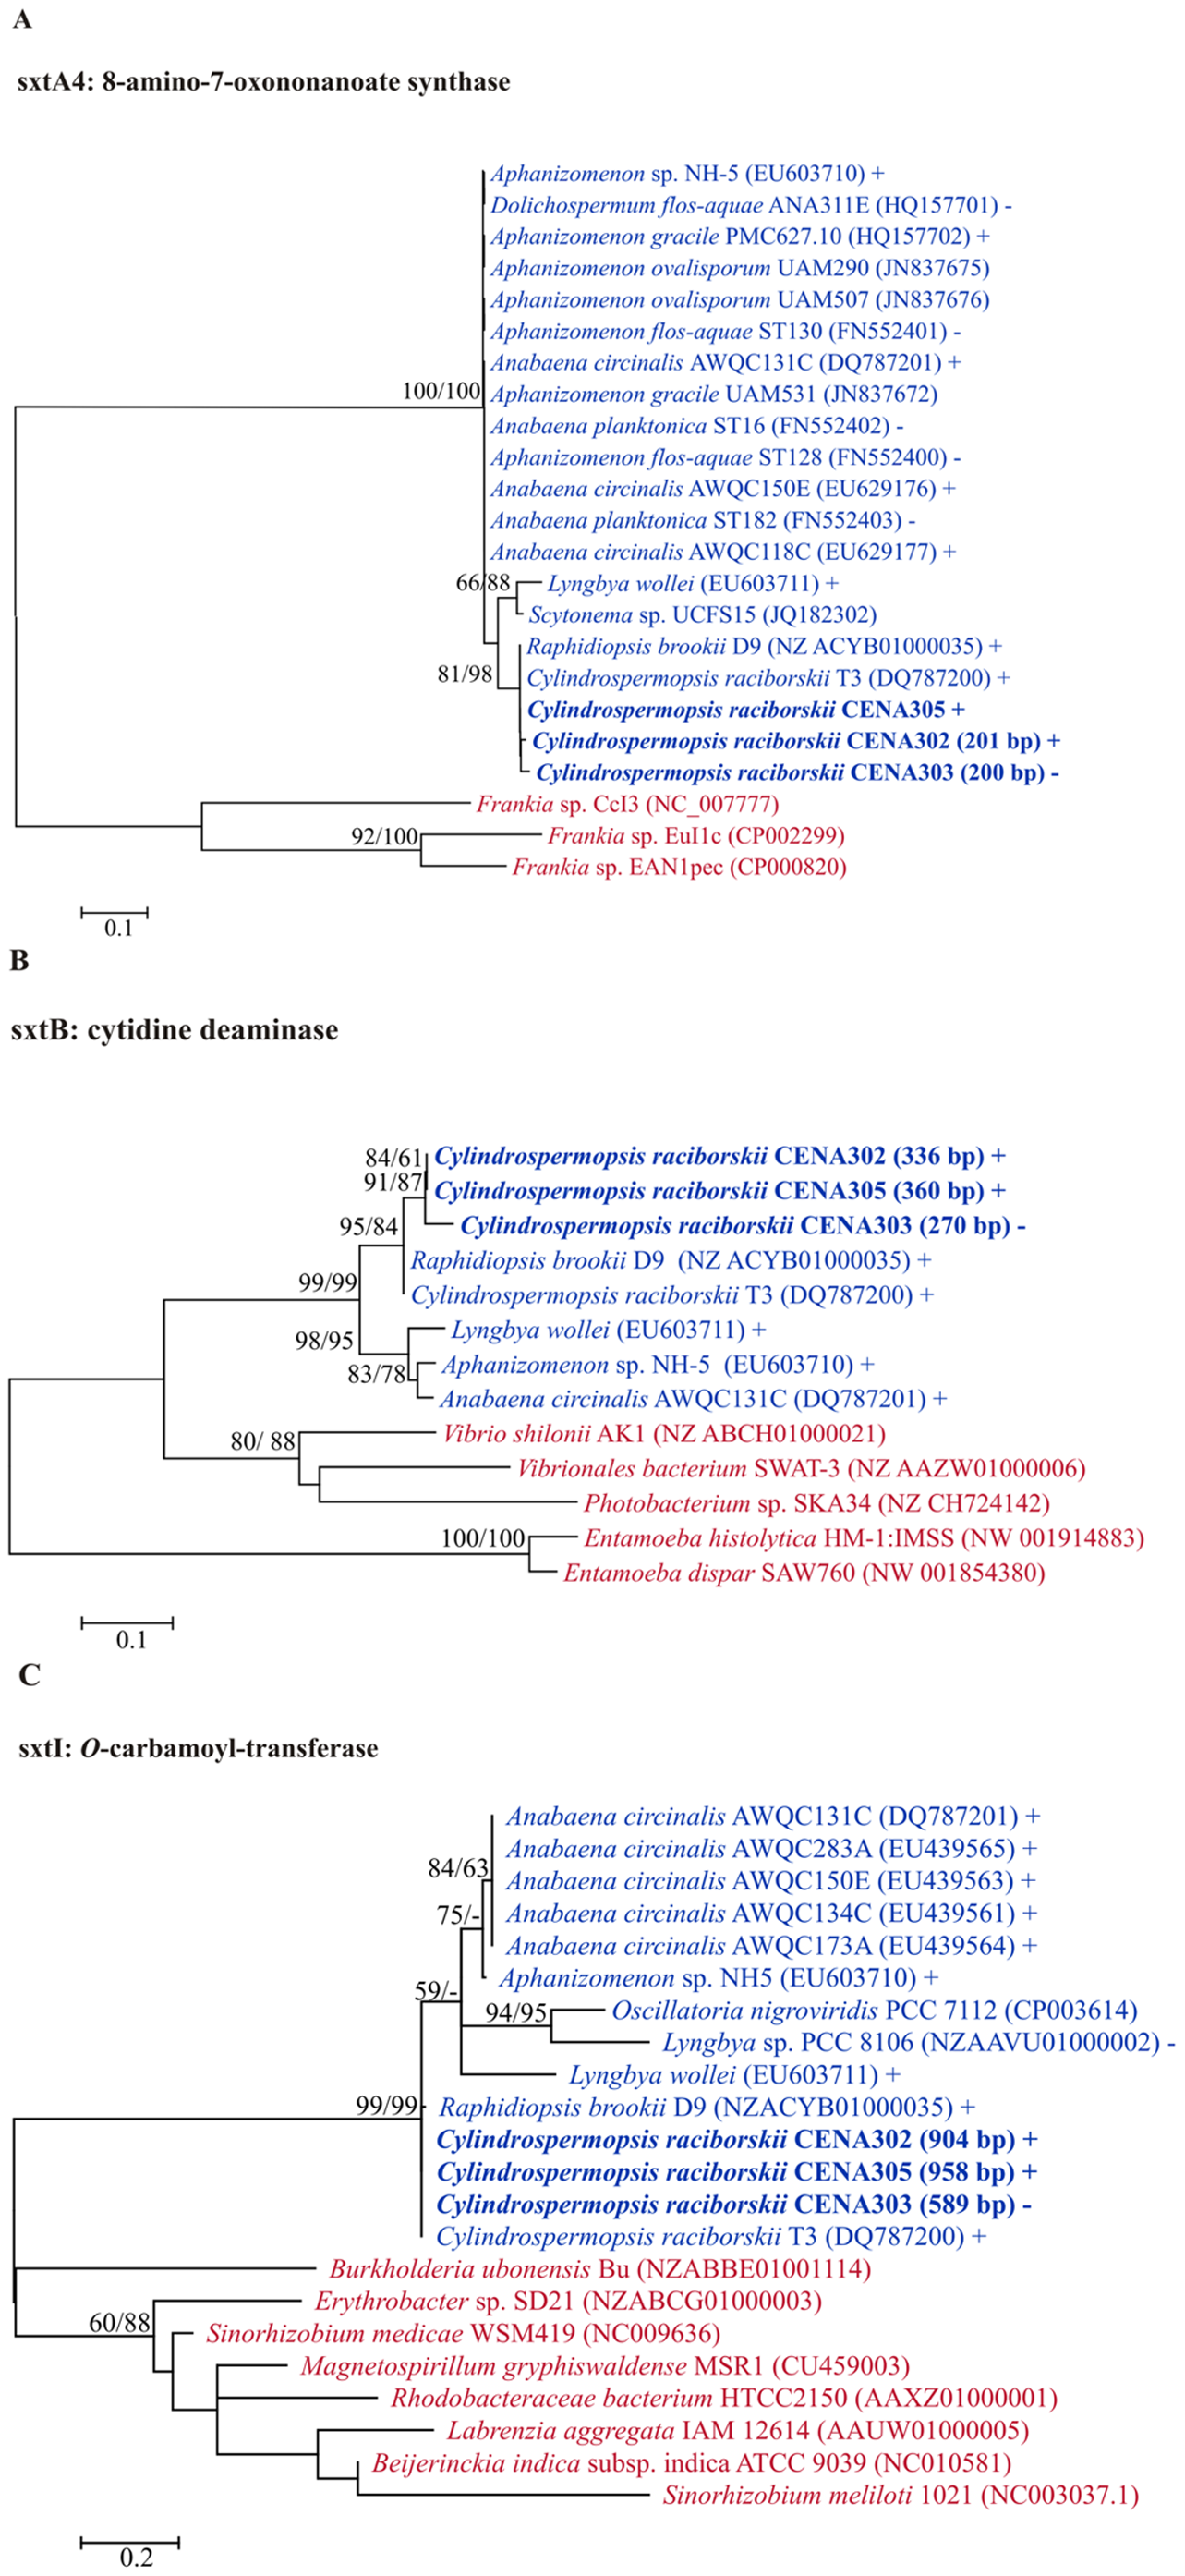 A
sxtA4: 8-amino-7-oxononanoate synthase
Aphanizomenon sp. NH-5 (EU603710) +
Dolichospermum flos-aquae ANA311E (HQ157701) -
Aphanizomenon gracile PMC627.10 (HQ157702) +
Aphanizomenon ovalisporum UAM290 (JN837675)
Aphanizomenon ovalisporum UAM507 (JN837676)
Aphanizomenon flos-aquae ST130 (FN552401) -
Anabaena circinalis AWQC131C (DQ787201) +
100/100 Aphanizomenon gracile UAM531 (JN837672)
Anabaena planktonica ST16 (FN552402) -
Aphanizomenon flos-aquae ST128 (FN552400) -
Anabaena circinalis AWQC150E (EU629176) +
Anabaena planktonica ST182 (FN552403) -
Anabaena circinalis AWQC118C (EU629177) +
66/88 Lyngbya wollei (EU603711) +
Scytonema sp. UCFS15 (JQ182302)
Raphidiopsis brookii D9 (NZ ACYB01000035) +
81/98 Cylindrospermopsis raciborskii T3 (DQ787200) +
Cylindrospermopsis raciborskii CENA305 +
Cylindrospermopsis raciborskii CENA302 (201 bp) +
Cylindrospermopsis raciborskii CENA303 (200 bp) -
Frankia sp. CcI3 (NC_007777)
92/100 Frankia sp. EuI1c (CP002299)
Frankia sp. EAN1pec (CP000820)
0.1
B
sxtB: cytidine deaminase
84/61 Cylindrospermopsis raciborskii CENA302 (336 bp) +
91/87 Cylindrospermopsis raciborskii CENA305 (360 bp) +
95/84 Cylindrospermopsis raciborskii CENA303 (270 bp) -
Raphidiopsis brookii D9 (NZ ACYB01000035) +
99/99 Cylindrospermopsis raciborskii T3 (DQ787200) +
98/95 Lyngbya wollei (EU603711) +
83/78 Aphanizomenon sp. NH-5 (EU603710) +
Anabaena circinalis AWQC131C (DQ787201) +
80/ 88 Vibrio shilonii AK1 (NZ ABCH01000021)
Vibrionales bacterium SWAT-3 (NZ AAZW01000006)
Photobacterium sp. SKA34 (NZ CH724142)
100/100 Entamoeba histolytica HM-1:IMSS (NW 001914883)
Entamoeba dispar SAW760 (NW 001854380)
0.1
C
sxtI: O-carbamoyl-transferase
Anabaena circinalis AWQC131C (DQ787201) +
Anabaena circinalis AWQC283A (EU439565) +
84/63 Anabaena circinalis AWQC150E (EU439563) +
75/- Anabaena circinalis AWQC134C (EU439561) +
Anabaena circinalis AWQC173A (EU439564) +
59/- Aphanizomenon sp. NH5 (EU603710) +
94/95 Oscillatoria nigroviridis PCC 7112 (CP003614)
Lyngbya sp. PCC 8106 (NZAAVU01000002) -
Lyngbya wollei (EU603711) +
99/99 Raphidiopsis brookii D9 (NZACYB01000035) +
Cylindrospermopsis raciborskii CENA302 (904 bp) +
Cylindrospermopsis raciborskii CENA305 (958 bp) +
Cylindrospermopsis raciborskii CENA303 (589 bp) -
Cylindrospermopsis raciborskii T3 (DQ787200) +
Burkholderia ubonensis Bu (NZABBE01001114)
Erythrobacter sp. SD21 (NZABCG01000003)
60/88 Sinorhizobium medicae WSM419 (NC009636)
Magnetospirillum gryphiswaldense MSR1 (CU459003)
Rhodobacteraceae bacterium HTCC2150 (AAXZ01000001)
Labrenzia aggregata IAM 12614 (AAUW01000005)
Beijerinckia indica subsp. indica ATCC 9039 (NC010581)
Sinorhizobium meliloti 1021 (NC003037.1)
0.2